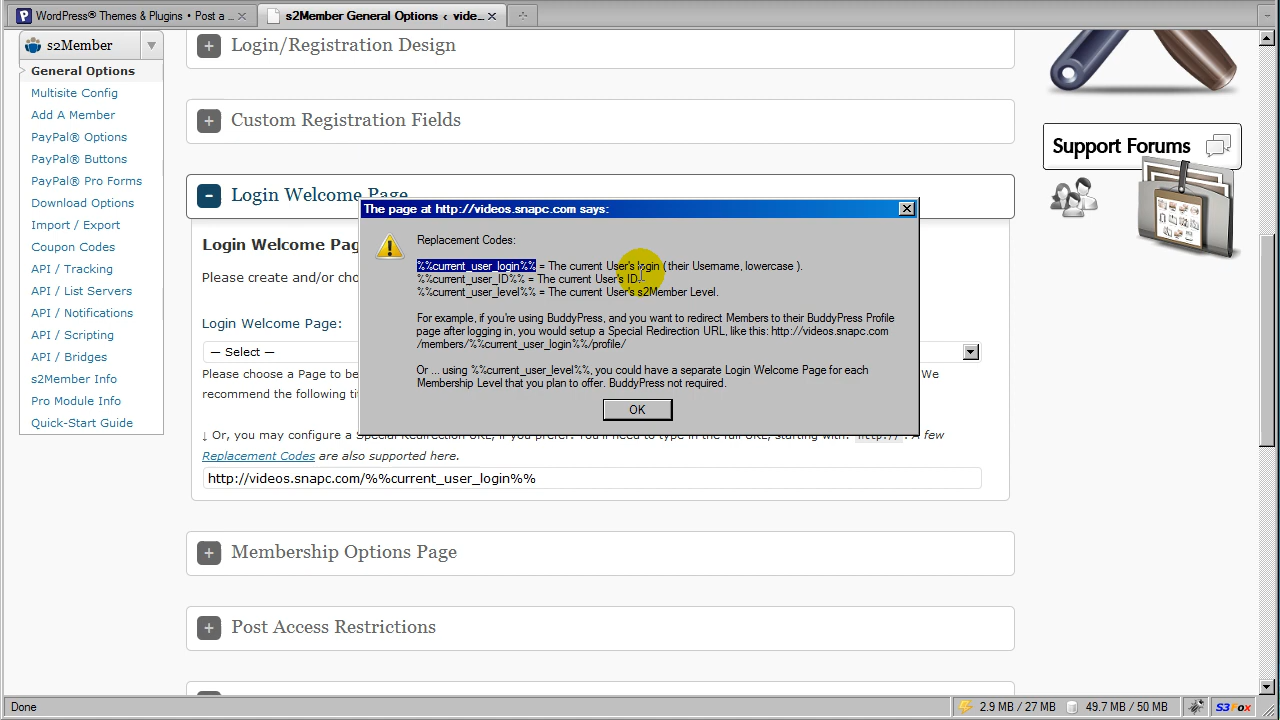 WordPress® Themes & Plugins • Post a ...
s2Member General Options ‹ vide...
s2Member
General Options
Multisite Config
Add A Member
PayPal® Options
PayPal® Buttons
PayPal® Pro Forms
Download Options
Import / Export
Coupon Codes
API / Tracking
API / List Servers
API / Notifications
API / Scripting
API / Bridges
s2Member Info
Pro Module Info
Quick-Start Guide
Login/Registration Design
Custom Registration Fields
Login Welcome Page
Login Welcome Pag
Please create and/or cho
Login Welcome Page:
— Select —
Please choose a Page to be
We
recommend the following tit
↓ Or, you may configure a Special Redirection URL, if you prefer. You'll need to type in the full URL, starting with: http:// . A few
Replacement Codes are also supported here.
http://videos.snapc.com/%%current_user_login%%
Membership Options Page
Post Access Restrictions
The page at http://videos.snapc.com says:
Replacement Codes:
%%current_user_login%% = The current User's login ( their Username, lowercase ).
%%current_user_ID%% = The current User's ID.
%%current_user_level%% = The current User's s2Member Level.
For example, if you're using BuddyPress, and you want to redirect Members to their BuddyPress Profile
page after logging in, you would setup a Special Redirection URL, like this: http://videos.snapc.com
/members/%%current_user_login%%/profile/
Or ... using %%current_user_level%%, you could have a separate Login Welcome Page for each
Membership Level that you plan to offer. BuddyPress not required.
OK
Support Forums
Done
2.9 MB / 27 MB
49.7 MB / 50 MB
S3Fox